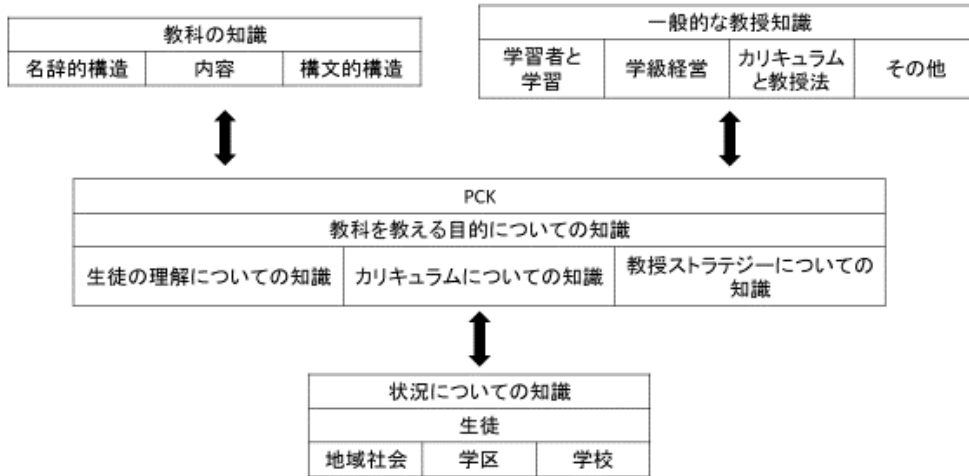 教科の知識
名辞的構造 内容 構文的構造
一般的な教授知識
学習者と
学習
学級経営
カリキュラム
と教授法
その他
PCK
教科を教える目的についての知識
生徒の理解についての知識
カリキュラムについての知識
教授ストラテジーについての
知識
状況についての知識
生徒
地域社会 学区 学校